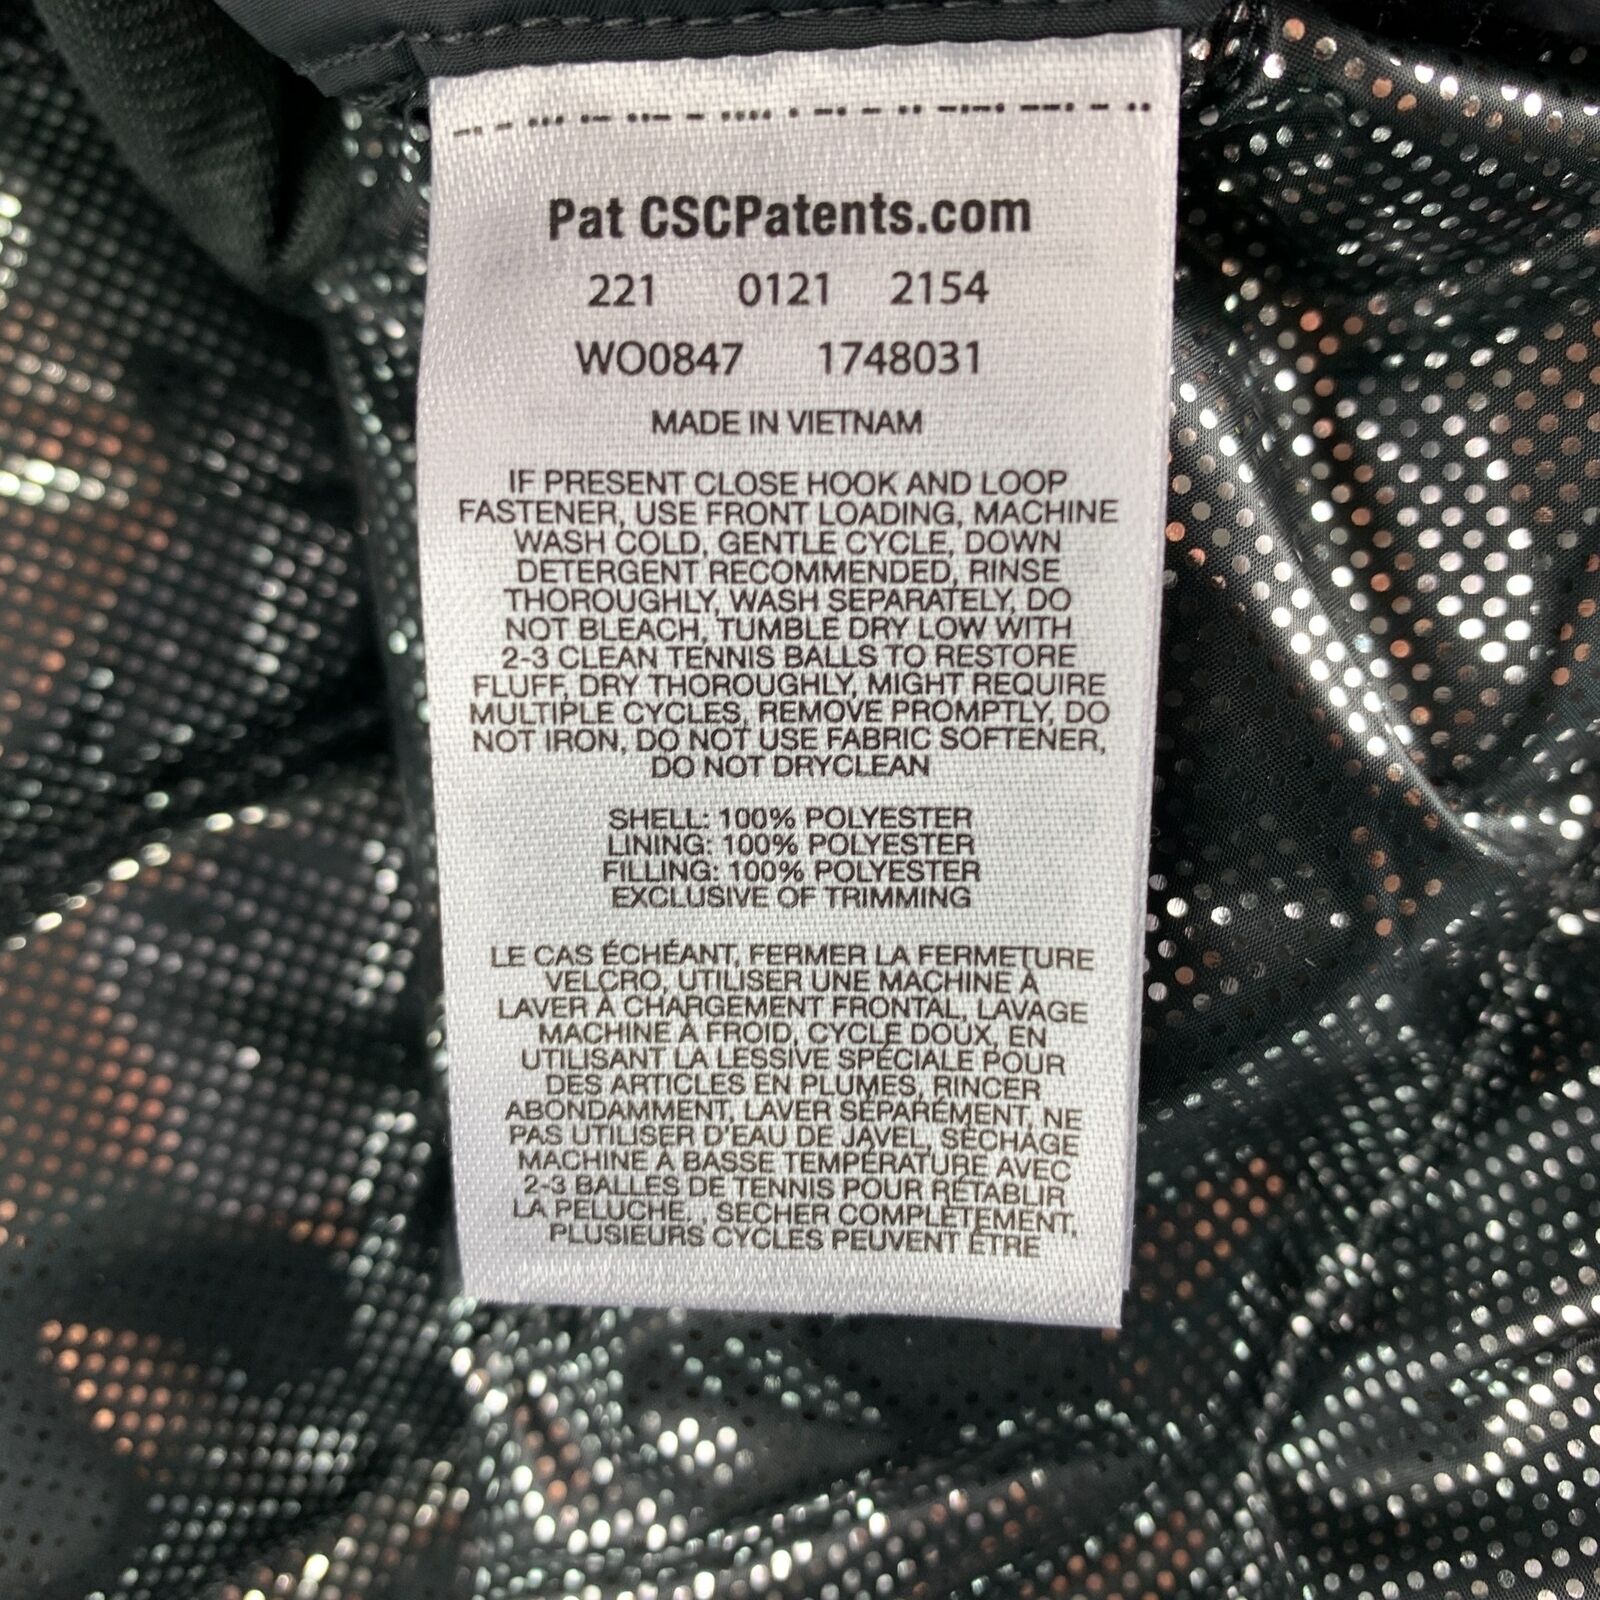 Pat CSCPatents.com
221 0121 2154
WO0847 1748031
MADE IN VIETNAM
IF PRESENT CLOSE HOOK AND LOOP
FASTENER, USE FRONT LOADING, MACHINE
WASH COLD, GENTLE CYCLE, DOWN
DETERGENT RECOMMENDED, RINSE
THOROUGHLY, WASH SEPARATELY, DO
NOT BLEACH, TUMBLE DRY LOW WITH
2-3 CLEAN TENNIS BALLS TO RESTORE
FLUFF, DRY THOROUGHLY, MIGHT REQUIRE
MULTIPLE CYCLES, REMOVE PROMPTLY, DO
NOT IRON, DO NOT USE FABRIC SOFTENER,
DO NOT DRYCLEAN
SHELL: 100% POLYESTER
LINING: 100% POLYESTER
FILLING: 100% POLYESTER
EXCLUSIVE OF TRIMMING
LE CAS ÉCHÉANT, FERMER LA FERMETURE
VELCRO, UTILISER UNE MACHINE À
LAVER À CHARGEMENT FRONTAL, LAVAGE
MACHINE À FROID, CYCLE DOUX, EN
UTILISANT LA LESSIVE SPÉCIALE POUR
DES ARTICLES EN PLUMES, RINCER
ABONDAMMENT, LAVER SÉPARÉMENT, NE
PAS UTILISER D'EAU DE JAVEL, SÉCHAGE
MACHINE À BASSE TEMPÉRATURE AVEC
2-3 BALLES DE TENNIS POUR RÉTABLIR
LA PELUCHE, , SÉCHER COMPLÈTEMENT,
PLUSIEURS CYCLES PEUVENT ÊTRE